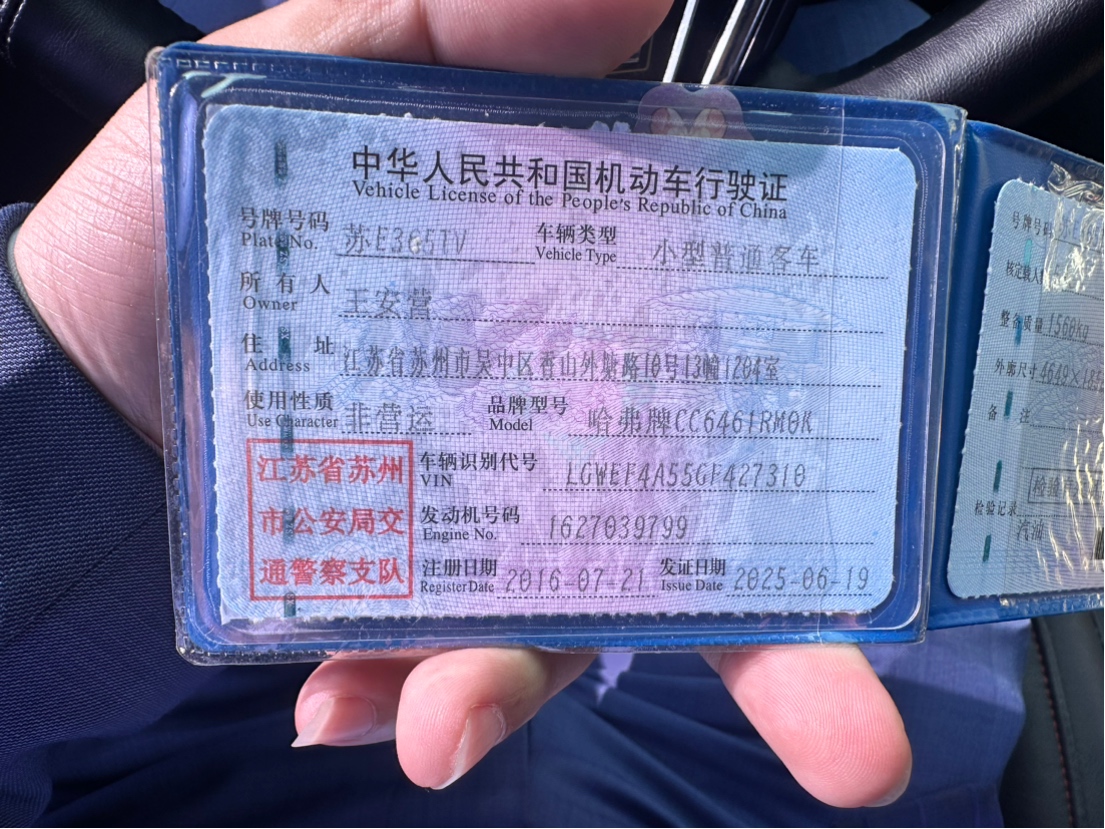 中华人民共和国机动车行驶证
Vehicle License of the People's Republic of China
号牌号码 苏E365TV 车辆类型 小型普通客车
Plate No. Vehicle Type
所有人 王安营
Owner
住址 江苏省苏州市吴中区香山外塘路10号13幢1204室
Address
使用性质 非营运 品牌型号 哈弗牌CC6461RM0K
Use Character Model
江苏省苏州
市公安局交
通警察支队
车辆识别代号 LGWEF4A55GF427310
VIN
发动机号码 1627039799
Engine No.
注册日期 2016-07-21 发证日期 2025-06-19
Register Date Issue Date
号牌号码
核定载人
整备质量 1560kg
外廓尺寸 4649×
备注
检验
检验记录
汽油